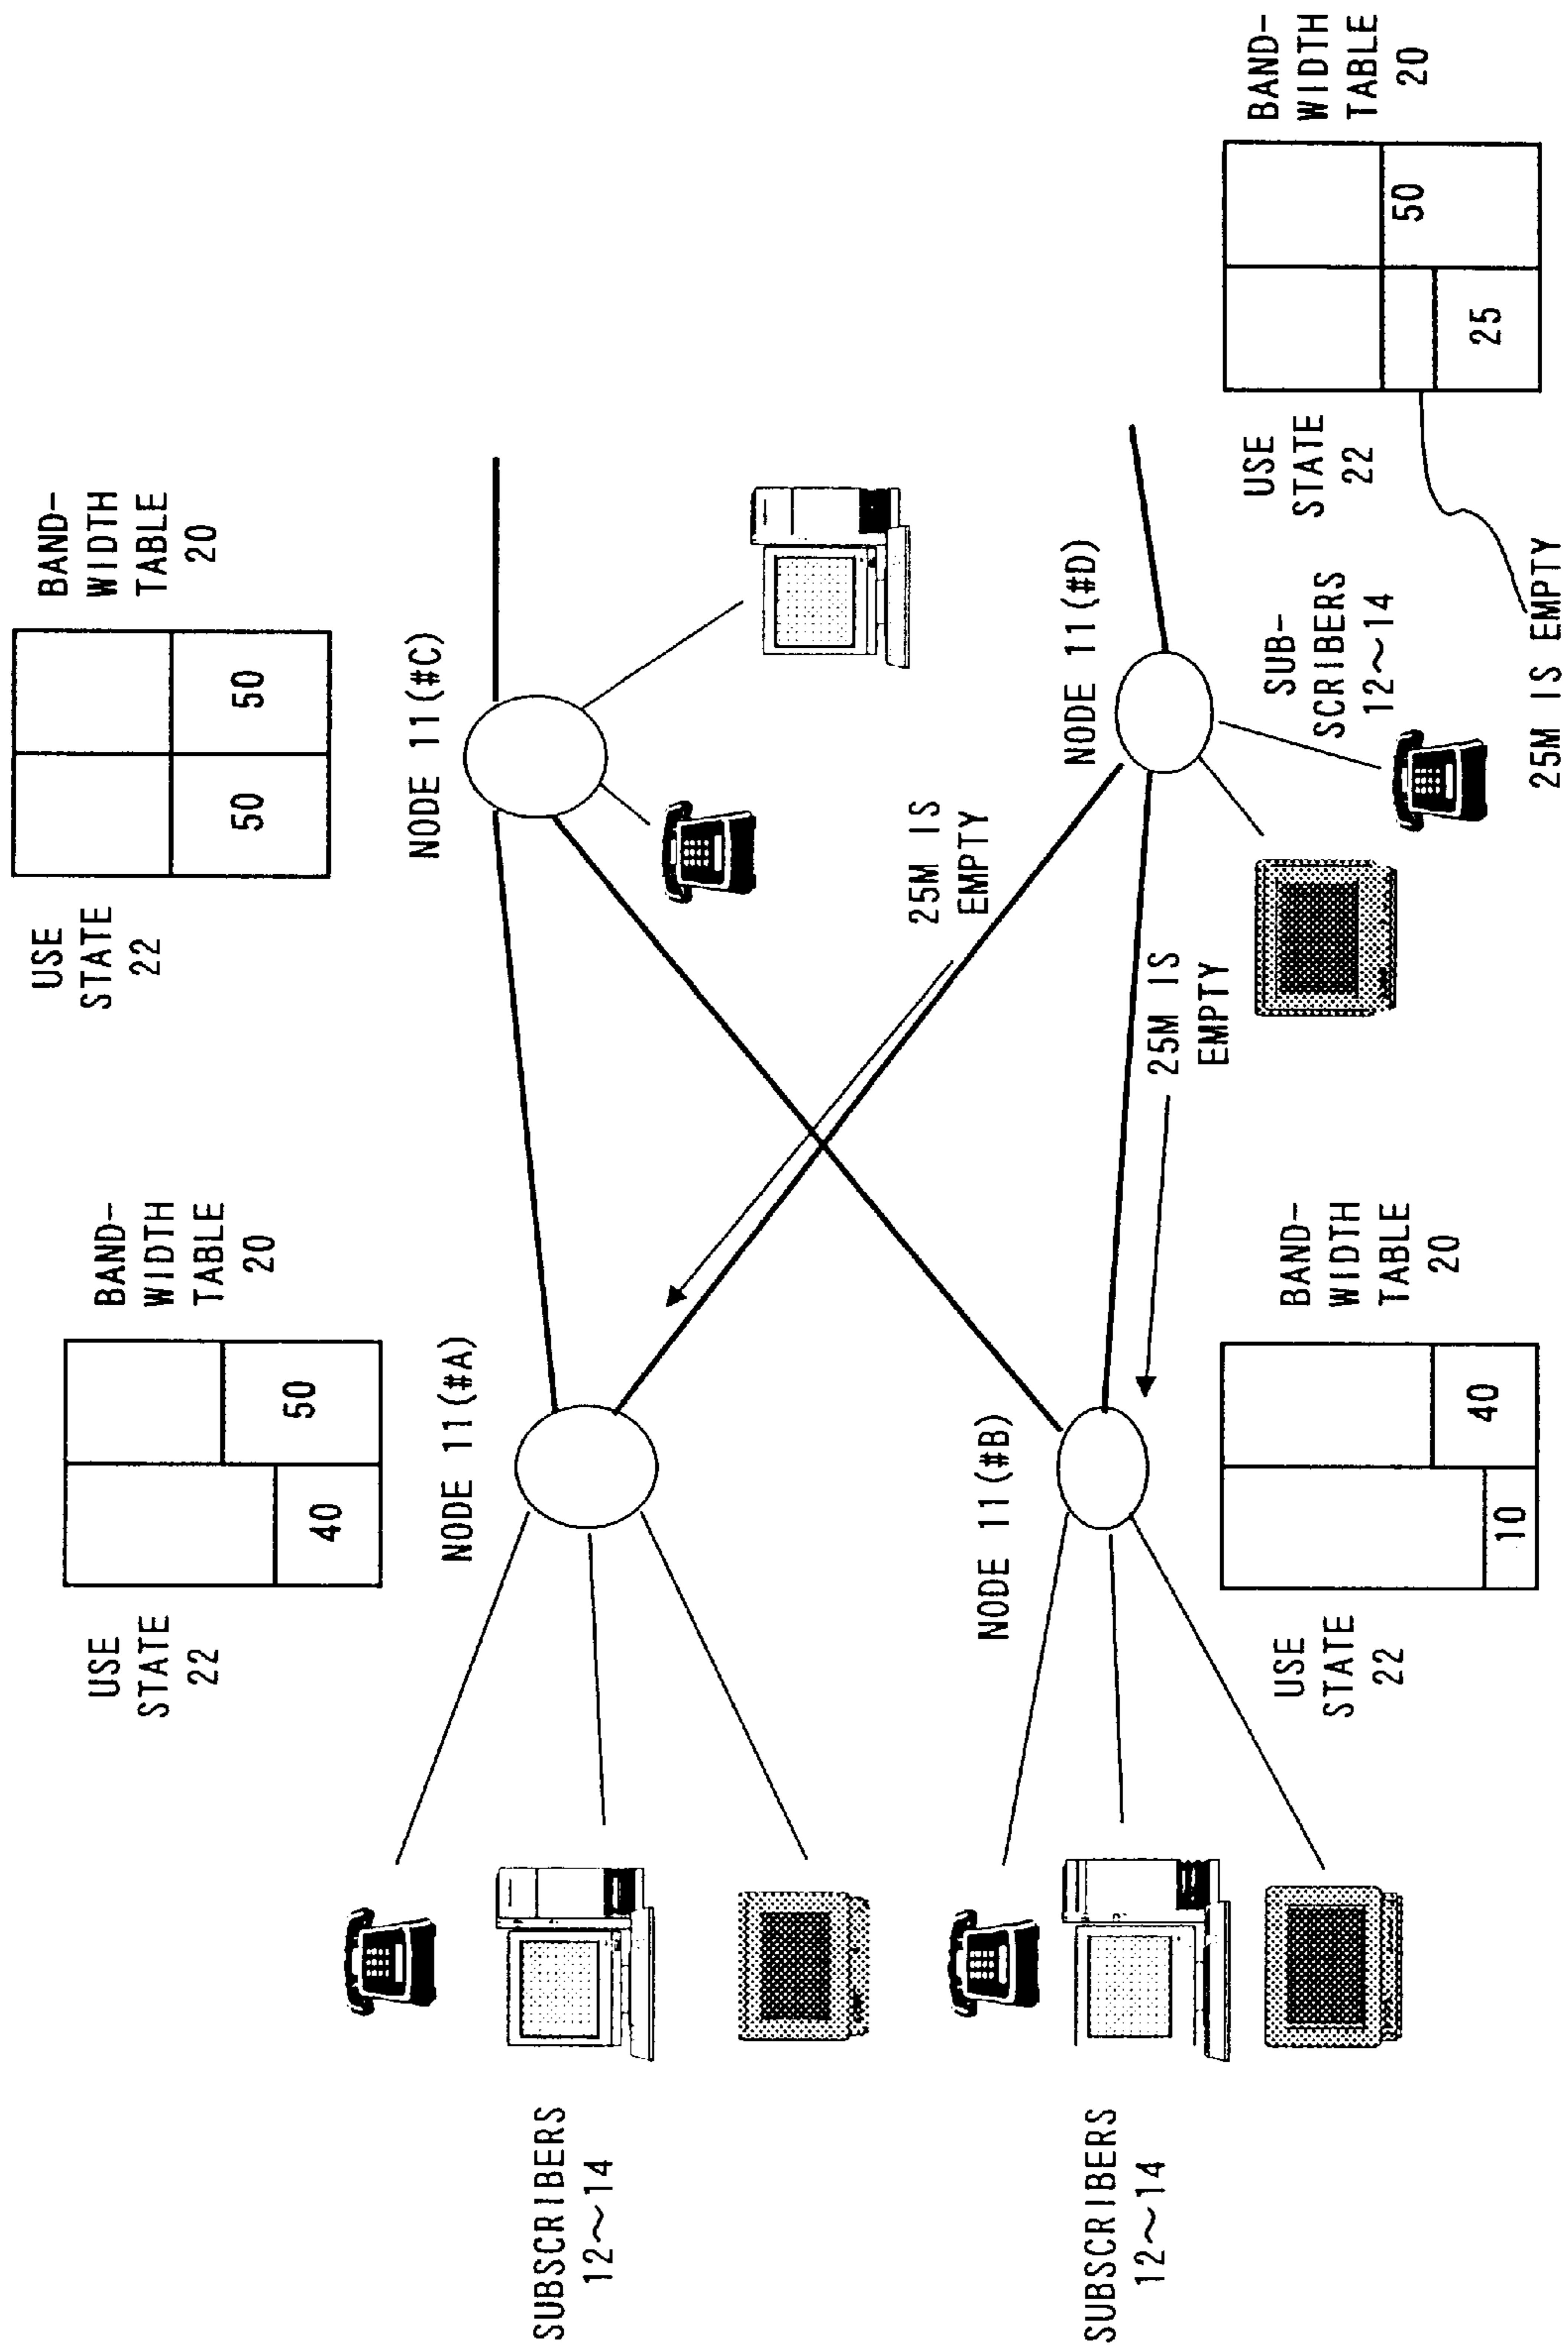 USE
STATE
22
40
50
BAND-
WIDTH
TABLE
20
USE
STATE
22
50
50
BAND-
WIDTH
TABLE
20
NODE 11(#A)
NODE 11(#C)
SUBSCRIBERS
12~14
25M IS
EMPTY
NODE 11(#B)
NODE 11(#D)
25M IS
EMPTY
SUB-
SCRIBERS
12~14
SUBSCRIBERS
12~14
USE
STATE
22
10
40
BAND-
WIDTH
TABLE
20
USE
STATE
22
25
50
BAND-
WIDTH
TABLE
20
25M IS EMPTY